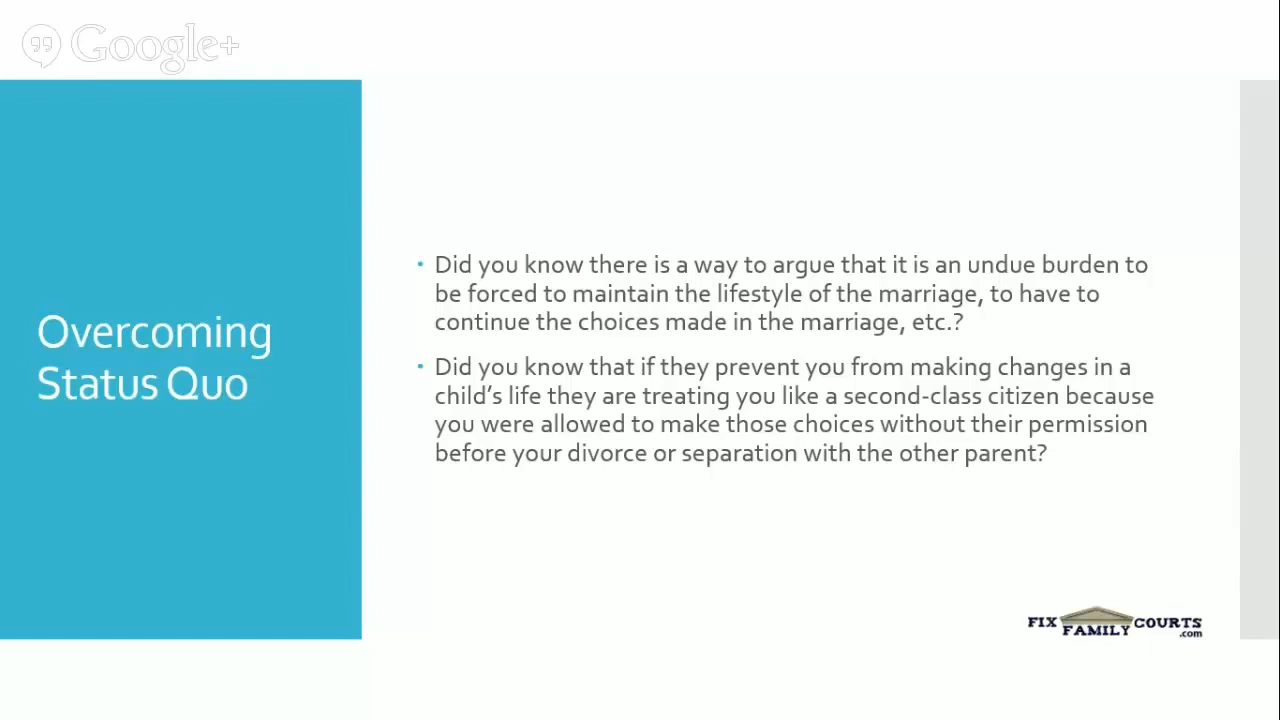 Google+
Overcoming
Status Quo
• Did you know there is a way to argue that it is an undue burden to
be forced to maintain the lifestyle of the marriage, to have to
continue the choices made in the marriage, etc.?
• Did you know that if they prevent you from making changes in a
child’s life they are treating you like a second-class citizen because
you were allowed to make those choices without their permission
before your divorce or separation with the other parent?
FIX FAMILY COURTS
.com